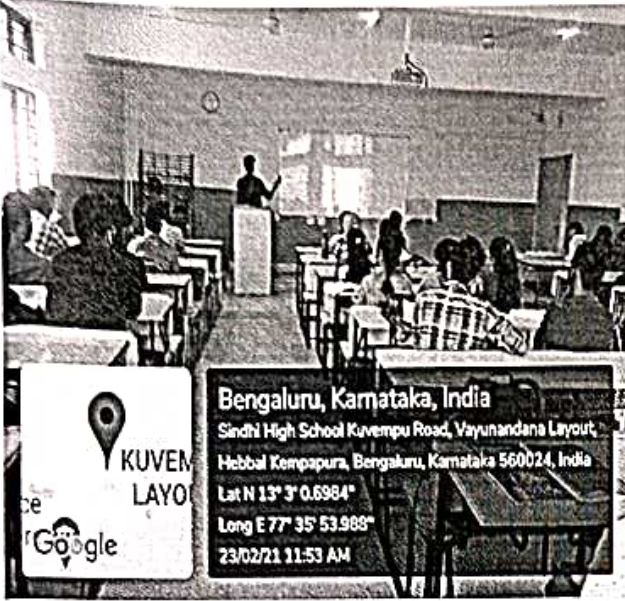 KUVEM
LAYO
ce
r Google
Bengaluru, Karnataka, India
Sindhi High School Kuvempu Road, Vayunandana Layout,
Hebbal Kempapura, Bengaluru, Karnataka 560024, India
Lat N 13° 3' 0.6984"
Long E 77° 35' 53.988"
23/02/21 11:53 AM